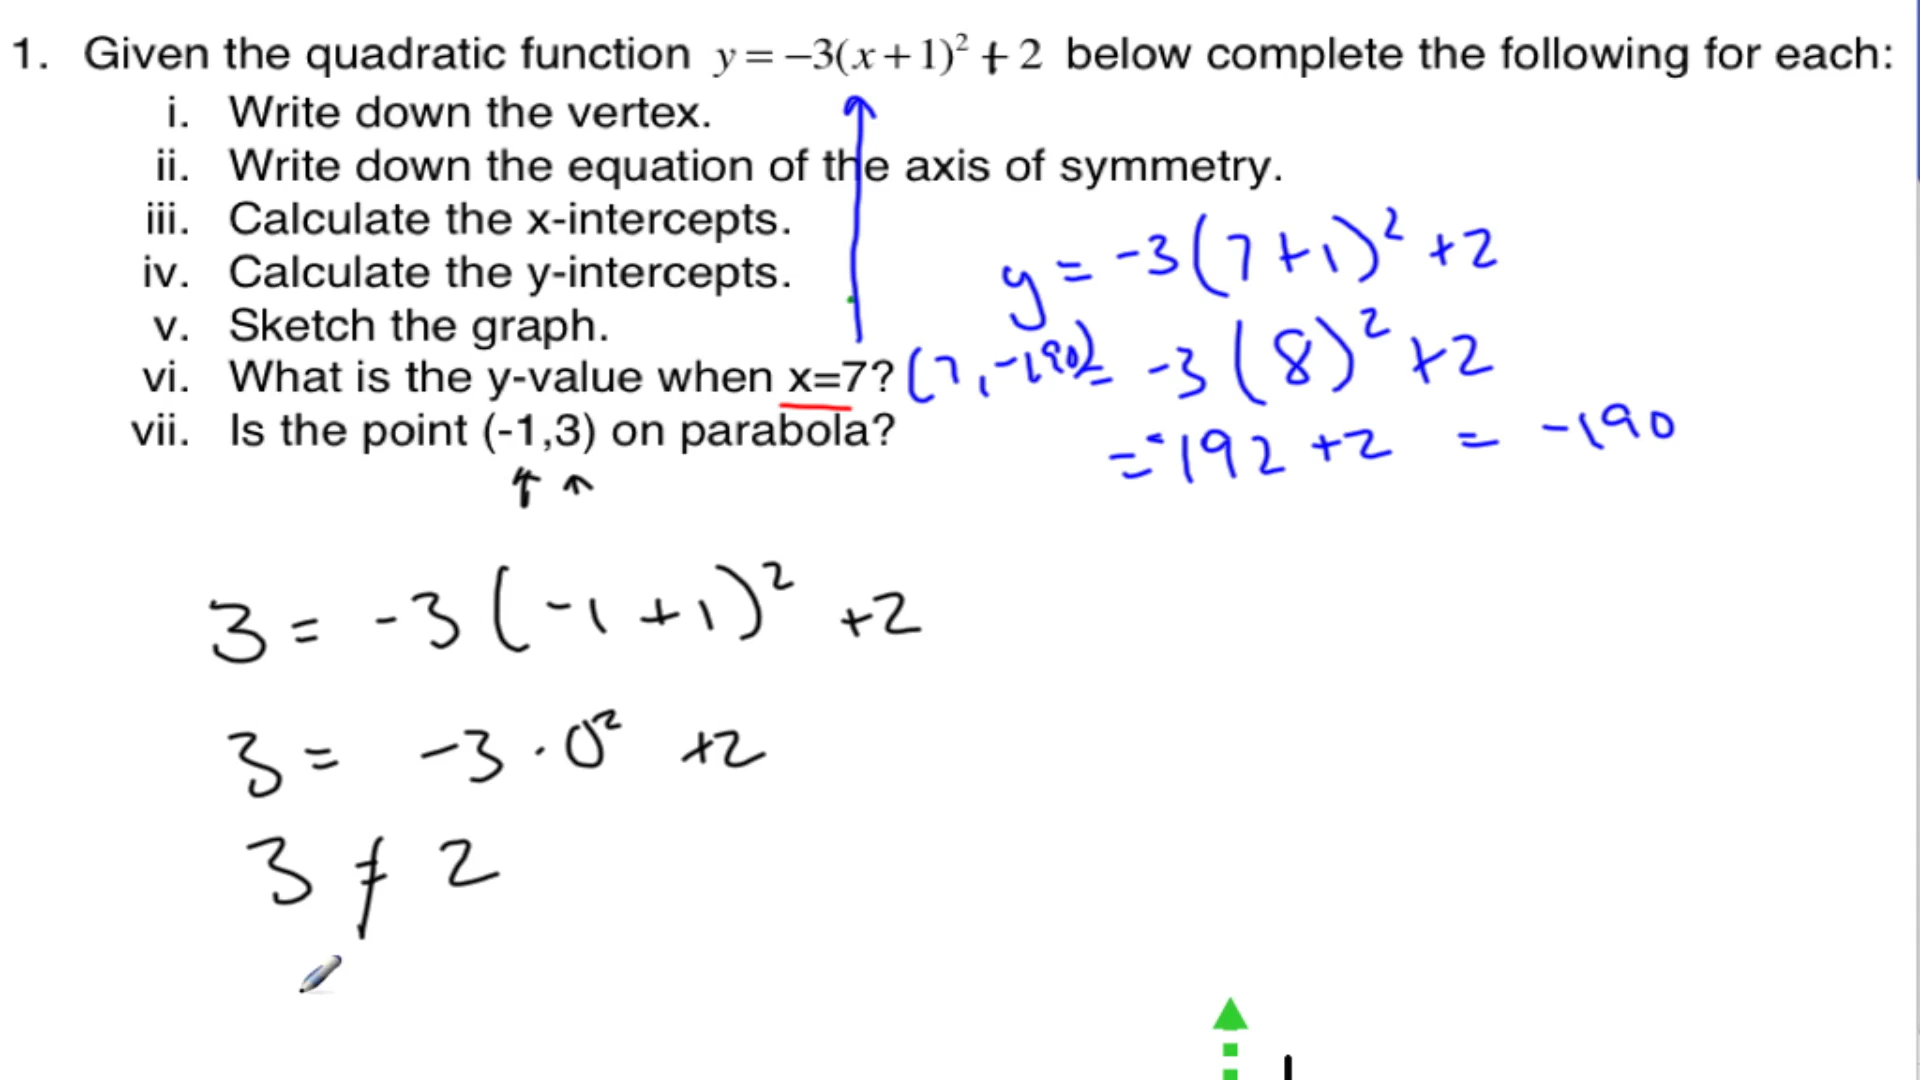 1. Given the quadratic function y = −3(x + 1)² + 2 below complete the following for each:
i. Write down the vertex.
ii. Write down the equation of the axis of symmetry.
iii. Calculate the x-intercepts.
iv. Calculate the y-intercepts.
v. Sketch the graph.
vi. What is the y-value when x=7?
vii. Is the point (-1,3) on parabola?
y = -3(7+1)² +2
(7, -190)
-3(8)² +2
= -192 +2 = -190
3 = -3(-1+1)² +2
3 = -3·0² +2
3 ≠ 2